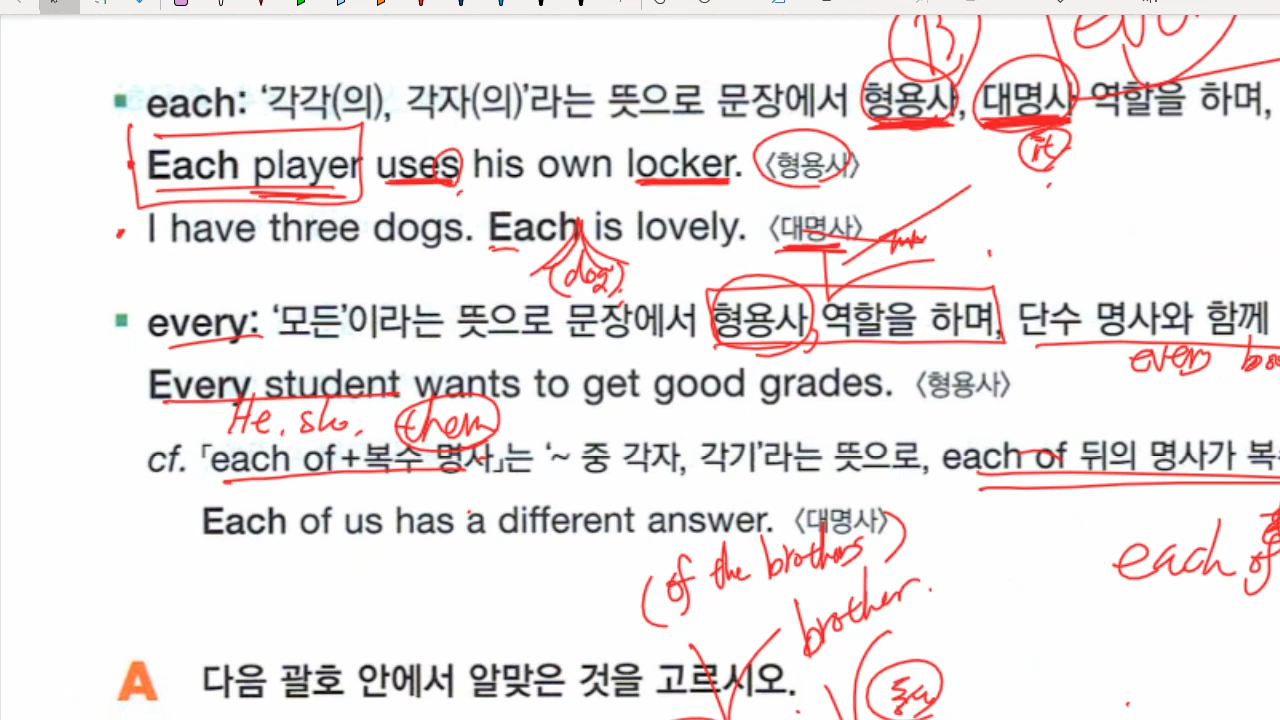 B
each: '각각(의), 각자(의)'라는 뜻으로 문장에서 형용사, 대명사 역할을 하며,
it
Each player uses his own locker. 〈형용사〉
I have three dogs. Each is lovely. 〈대명사〉
(dog)
every: '모든'이라는 뜻으로 문장에서 형용사 역할을 하며, 단수 명사와 함께
every
Every student wants to get good grades. 〈형용사〉
He. she. them
cf. 「each of+복수 명사」는 '~ 중 각자, 각기'라는 뜻으로, each of 뒤의 명사가 복
Each of us has a different answer. 〈대명사〉
each of
(of the brothers)
brother.
A 다음 괄호 안에서 알맞은 것을 고르시오.